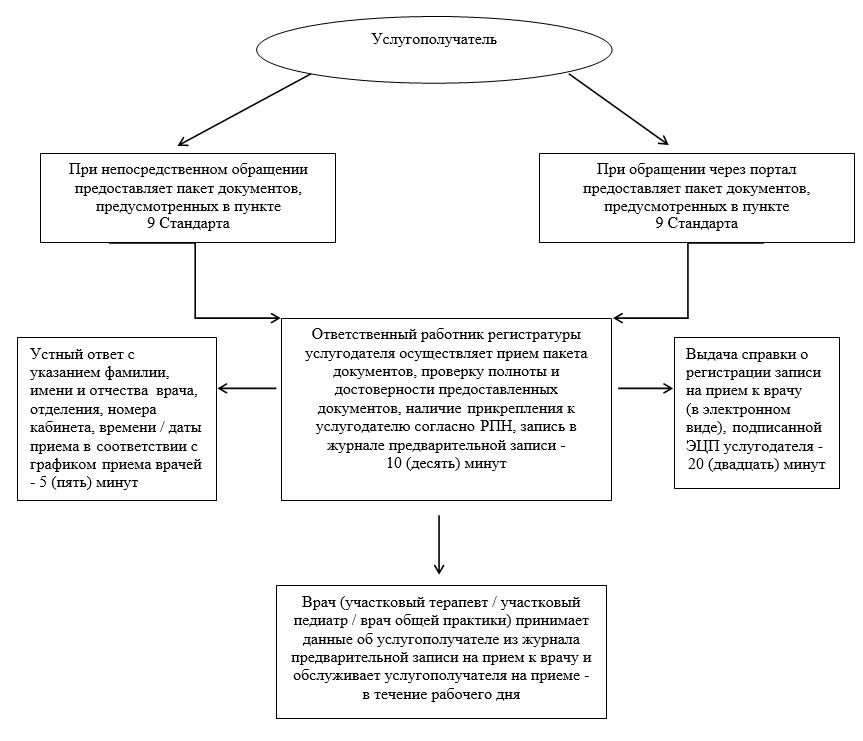 Услугополучатель
При непосредственном обращении
предоставляет пакет документов,
предусмотренных в пункте
9 Стандарта
При обращении через портал
предоставляет пакет документов,
предусмотренных в пункте
9 Стандарта
Устный ответ с
указанием фамилии,
имени и отчества врача,
отделения, номера
кабинета, времени / даты
приема в соответствии с
графиком приема врачей
- 5 (пять) минут
Ответственный работник регистратуры
услугодателя осуществляет прием пакета
документов, проверку полноты и
достоверности предоставленных
документов, наличие прикрепления к
услугодателю согласно РПН, запись в
журнале предварительной записи -
10 (десять) минут
Выдача справки о
регистрации записи
на прием к врачу
(в электронном
виде), подписанной
ЭЦП услугодателя -
20 (двадцать) минут
Врач (участковый терапевт / участковый
педиатр / врач общей практики) принимает
данные об услугополучателе из журнала
предварительной записи на прием к врачу и
обслуживает услугополучателя на приеме -
в течение рабочего дня